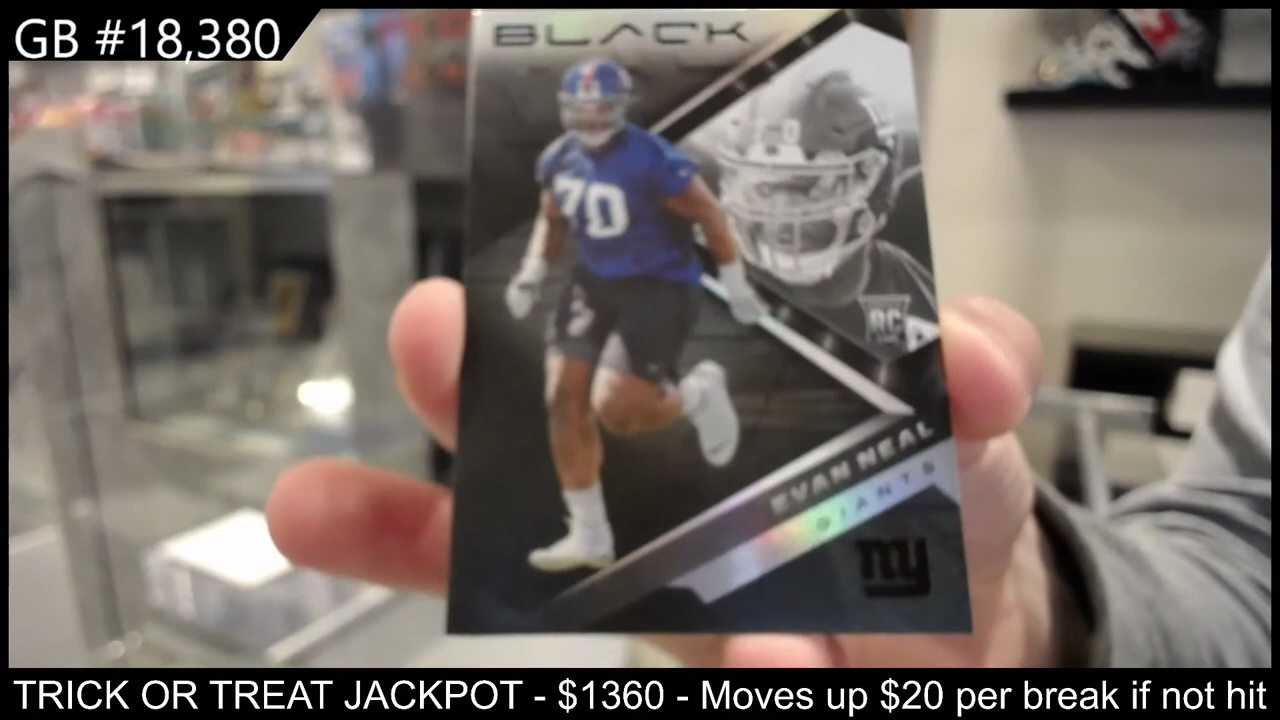 GB #18,380
BLACK
70
RC
EVAN NEAL
GIANTS
ny
TRICK OR TREAT JACKPOT - $1360 - Moves up $20 per break if not hit